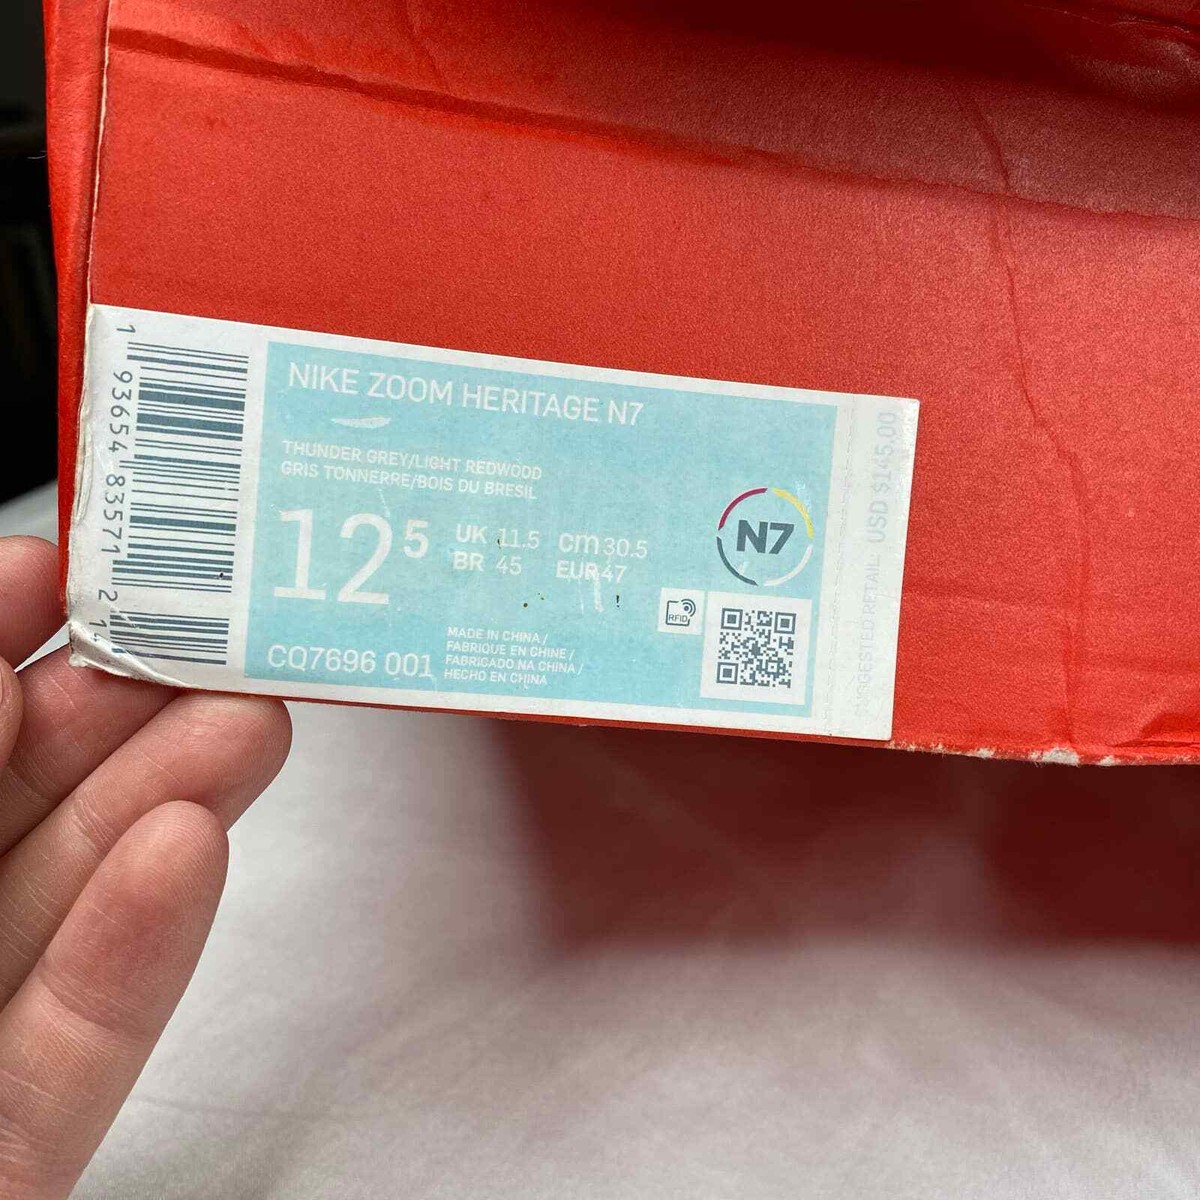 NIKE ZOOM HERITAGE N7
THUNDER GREY/LIGHT REDWOOD
GRIS TONNERRE/BOIS DU BRESIL
12 5
UK 11.5 cm 30.5
BR 45 EUR 47
N7
RFID
CQ7696 001
MADE IN CHINA /
FABRIQUE EN CHINE /
FABRICADO NA CHINA /
HECHO EN CHINA
1 93654 83571 2
SUGGESTED RETAIL: USD $145.00